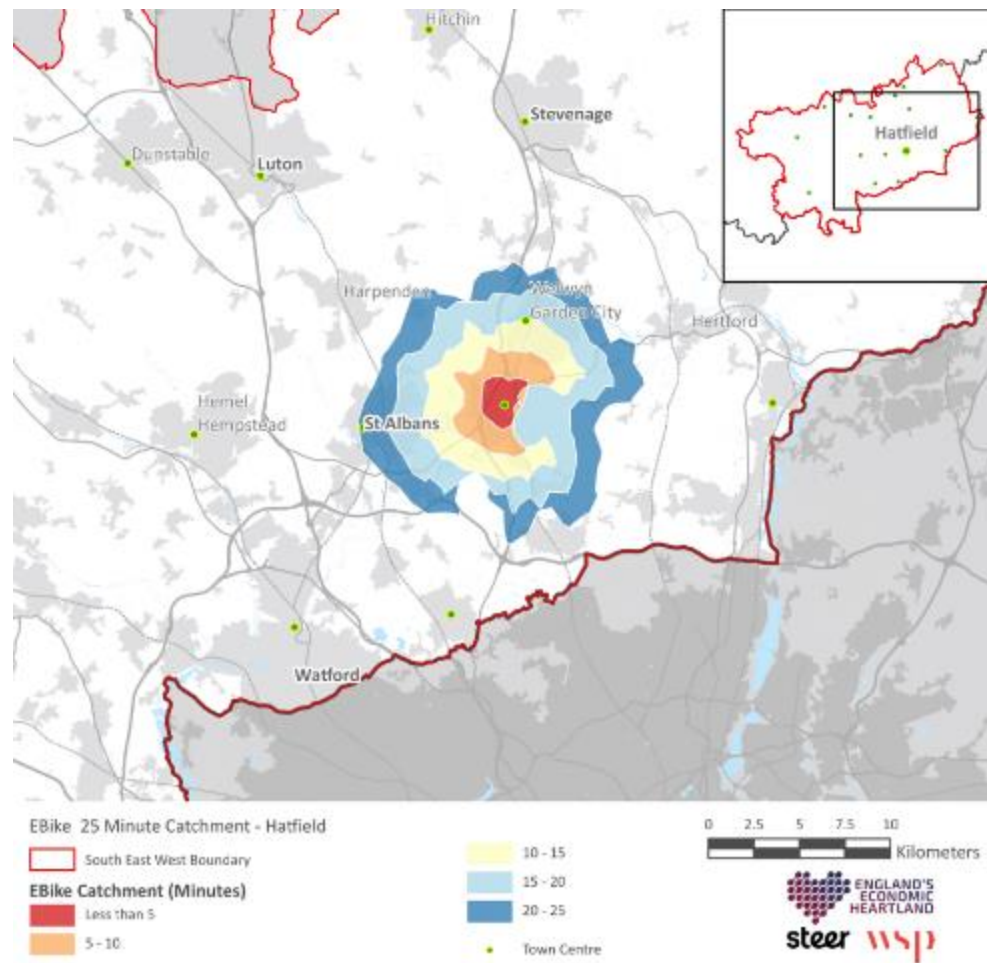 Hitchin
Stevenage
Hatfield
Dunstable
Luton
Harpenden
Welwyn
Garden City
Hertford
Hemel
Hempstead
St Albans
Watford
EBike 25 Minute Catchment - Hatfield
South East West Boundary
EBike Catchment (Minutes)
Less than 5
5 - 10
10 - 15
15 - 20
20 - 25
Town Centre
0 2.5 5 7.5 10
Kilometers
ENGLAND'S
ECONOMIC
HEARTLAND
steer wsp